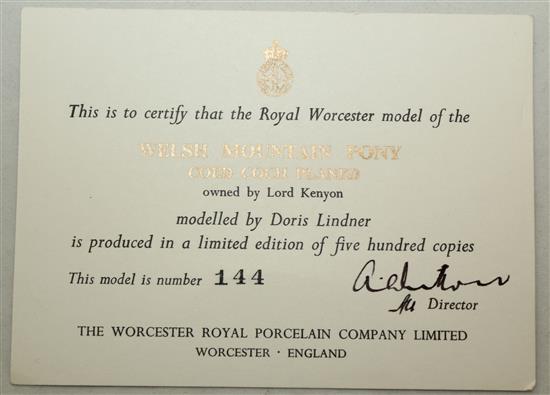 This is to certify that the Royal Worcester model of the
WELSH MOUNTAIN PONY
COED COCH PLANED
owned by Lord Kenyon
modelled by Doris Lindner
is produced in a limited edition of five hundred copies
This model is number 144
Director
THE WORCESTER ROYAL PORCELAIN COMPANY LIMITED
WORCESTER · ENGLAND